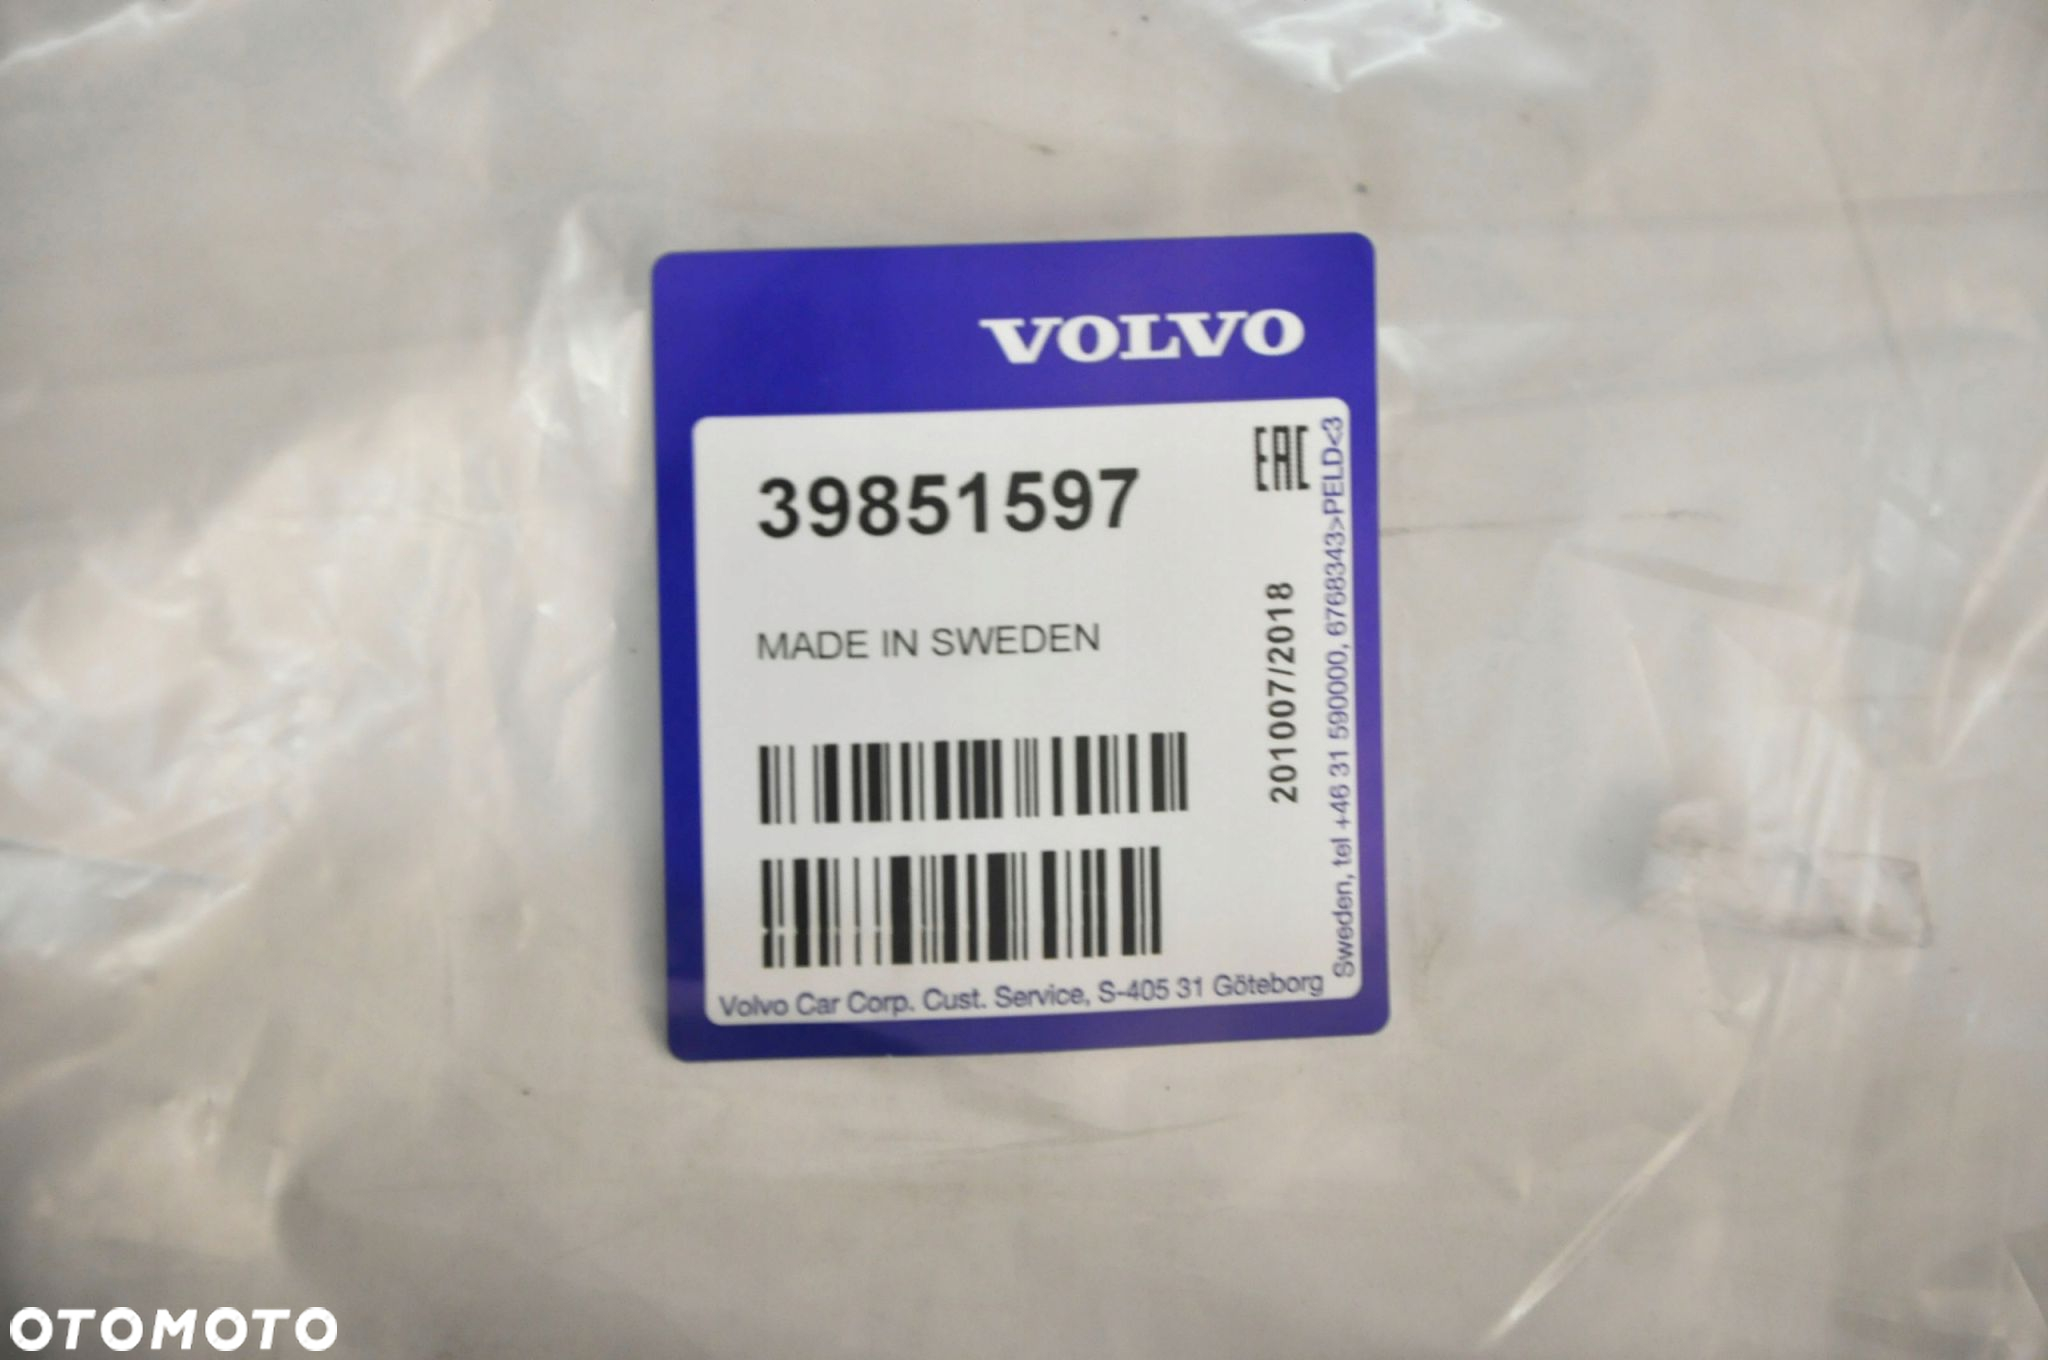 VOLVO
39851597
EAC
MADE IN SWEDEN
201007/2018
Volvo Car Corp. Cust. Service, S-405 31 Göteborg
Sweden, tel +46 31 590000, 6768343>PELD<3
OTOMOTO